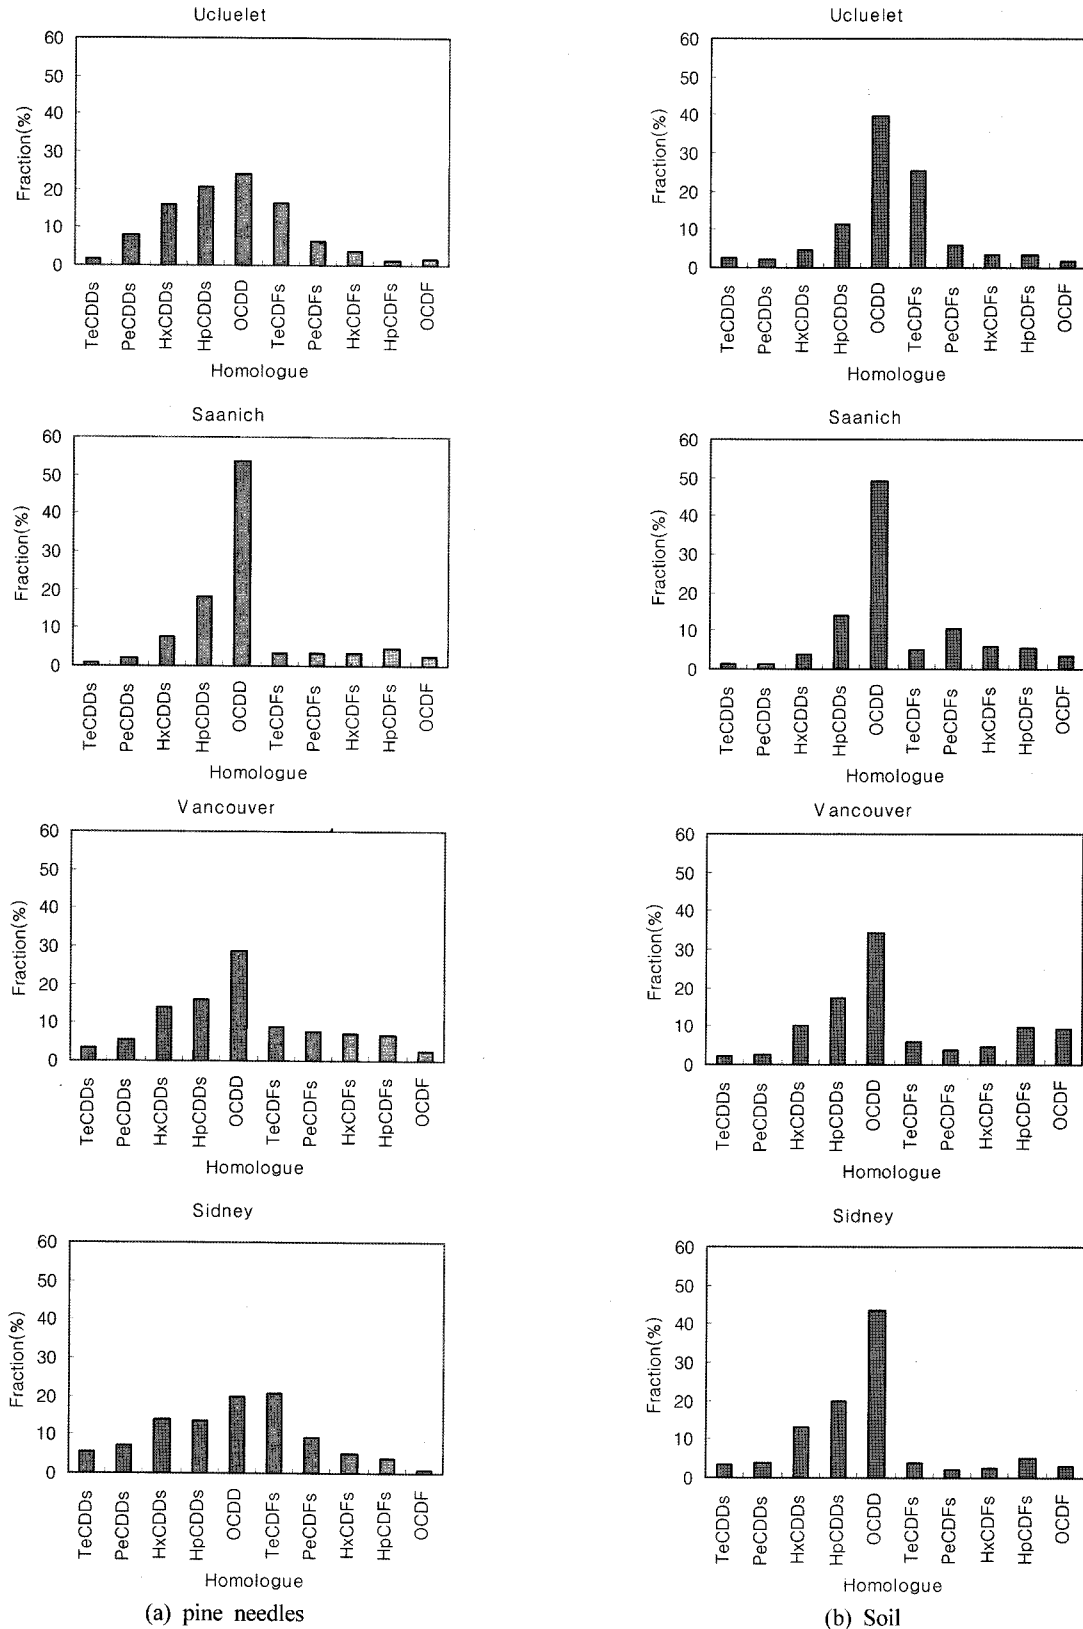 Ucluelet
60
50
40
30
20
10
0
Fraction(%)
TeCDDs
PeCDDs
HxCDDs
HpCDDs
OCDD
TeCDFs
PeCDFs
HxCDFs
HpCDFs
OCDF
Homologue
Saanich
60
50
40
30
20
10
0
Fraction(%)
TeCDDs
PeCDDs
HxCDDs
HpCDDs
OCDD
TeCDFs
PeCDFs
HxCDFs
HpCDFs
OCDF
Homologue
Vancouver
60
50
40
30
20
10
0
Fraction(%)
TeCDDs
PeCDDs
HxCDDs
HpCDDs
OCDD
TeCDFs
PeCDFs
HxCDFs
HpCDFs
OCDF
Homologue
Sidney
60
50
40
30
20
10
0
Fraction(%)
TeCDDs
PeCDDs
HxCDDs
HpCDDs
OCDD
TeCDFs
PeCDFs
HxCDFs
HpCDFs
OCDF
Homologue
(a) pine needles
Ucluelet
60
50
40
30
20
10
0
Fraction(%)
TeCDDs
PeCDDs
HxCDDs
HpCDDs
OCDD
TeCDFs
PeCDFs
HxCDFs
HpCDFs
OCDF
Homologue
Saanich
60
50
40
30
20
10
0
Fraction(%)
TeCDDs
PeCDDs
HxCDDs
HpCDDs
OCDD
TeCDFs
PeCDFs
HxCDFs
HpCDFs
OCDF
Homologue
Vancouver
60
50
40
30
20
10
0
Fraction(%)
TeCDDs
PeCDDs
HxCDDs
HpCDDs
OCDD
TeCDFs
PeCDFs
HxCDFs
HpCDFs
OCDF
Homologue
Sidney
60
50
40
30
20
10
0
Fraction(%)
TeCDDs
PeCDDs
HxCDDs
HpCDDs
OCDD
TeCDFs
PeCDFs
HxCDFs
HpCDFs
OCDF
Homologue
(b) Soil